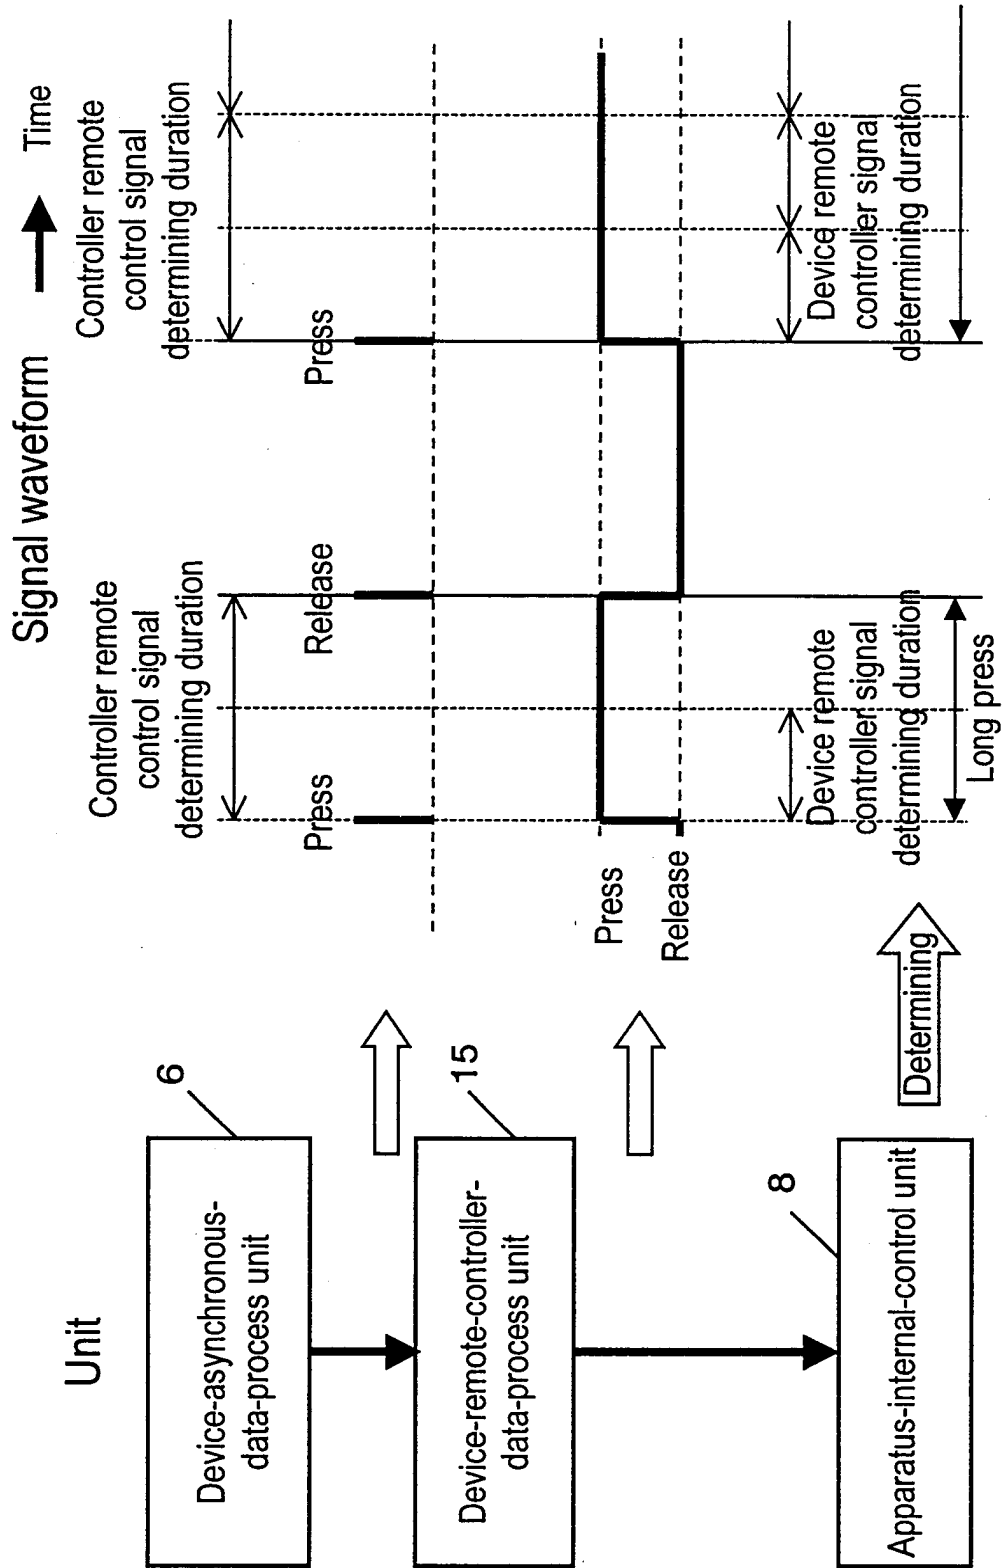 Unit
Signal waveform
Time
Device-asynchronous-
data-process unit
6
Device-remote-controller-
data-process unit
15
Apparatus-internal-control unit
8
Determining
Controller remote
control signal
determining duration
Controller remote
control signal
determining duration
Press
Release
Press
Press
Release
Device remote
controller signal
determining duration
Device remote
controller signal
determining duration
Long press